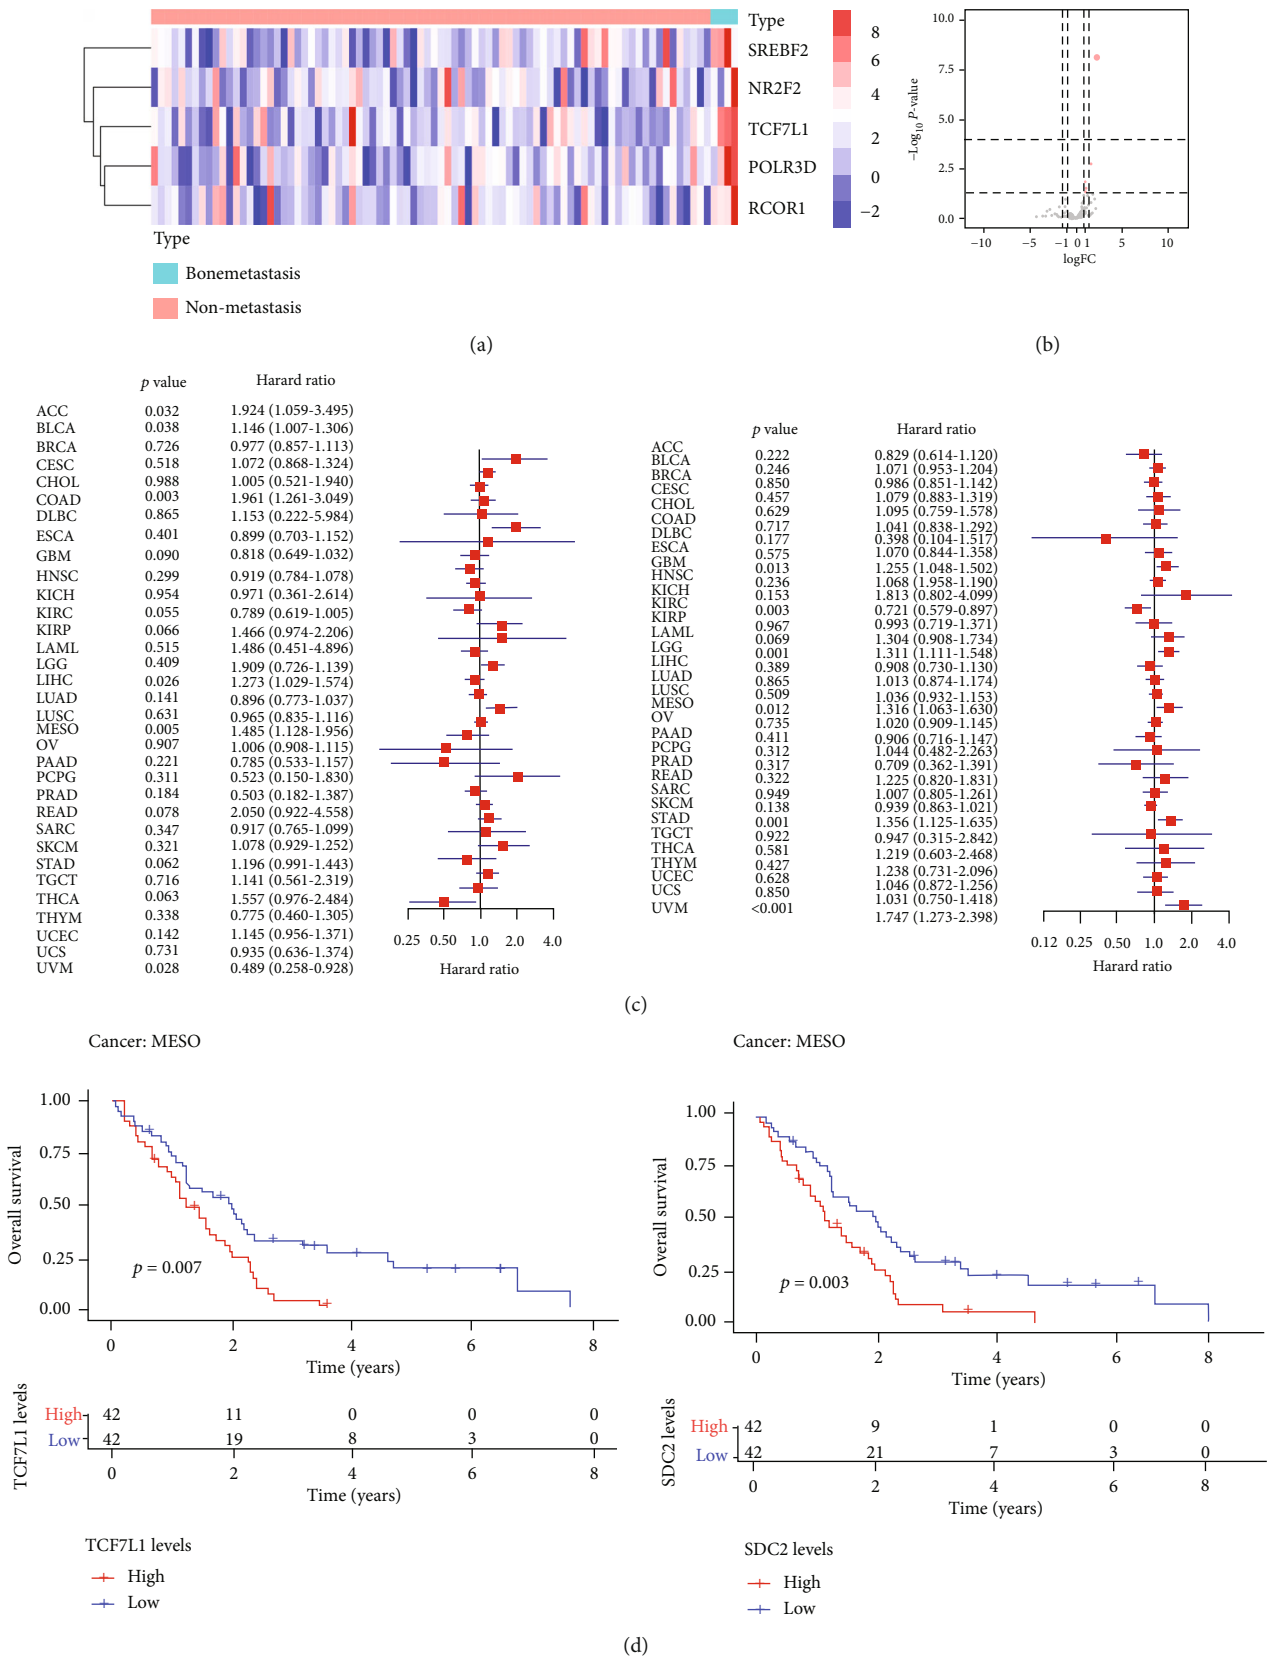 Type
SREBF2
NR2F2
TCF7L1
POLR3D
RCOR1
8
6
4
2
0
−2
Type
Bonemetastasis
Non-metastasis
(a)
−Log10 P-value
10.0
7.5
5.0
2.5
0.0
−10 −5 −1 0 1 5 10
logFC
(b)
p value Harard ratio
ACC 0.032 1.924 (1.059-3.495)
BLCA 0.038 1.146 (1.007-1.306)
BRCA 0.726 0.977 (0.857-1.113)
CESC 0.518 1.072 (0.868-1.324)
CHOL 0.988 1.005 (0.521-1.940)
COAD 0.003 1.961 (1.261-3.049)
DLBC 0.865 1.153 (0.222-5.984)
ESCA 0.401 0.899 (0.703-1.152)
GBM 0.090 0.818 (0.649-1.032)
HNSC 0.299 0.919 (0.784-1.078)
KICH 0.954 0.971 (0.361-2.614)
KIRC 0.055 0.789 (0.619-1.005)
KIRP 0.066 1.466 (0.974-2.206)
LAML 0.515 1.486 (0.451-4.896)
LGG 0.409 1.909 (0.726-1.139)
LIHC 0.026 1.273 (1.029-1.574)
LUAD 0.141 0.896 (0.773-1.037)
LUSC 0.631 0.965 (0.835-1.116)
MESO 0.005 1.485 (1.128-1.956)
OV 0.907 1.006 (0.908-1.115)
PAAD 0.221 0.785 (0.533-1.157)
PCPG 0.311 0.523 (0.150-1.830)
PRAD 0.184 0.503 (0.182-1.387)
READ 0.078 2.050 (0.922-4.558)
SARC 0.347 0.917 (0.765-1.099)
SKCM 0.321 1.078 (0.929-1.252)
STAD 0.062 1.196 (0.991-1.443)
TGCT 0.716 1.141 (0.561-2.319)
THCA 0.063 1.557 (0.976-2.484)
THYM 0.338 0.775 (0.460-1.305)
UCEC 0.142 1.145 (0.956-1.371)
UCS 0.731 0.935 (0.636-1.374)
UVM 0.028 0.489 (0.258-0.928)
0.25 0.50 1.0 2.0 4.0
Harard ratio
p value Harard ratio
ACC 0.222 0.829 (0.614-1.120)
BLCA 0.246 1.071 (0.953-1.204)
BRCA 0.850 0.986 (0.851-1.142)
CESC 0.457 1.079 (0.883-1.319)
CHOL 0.629 1.095 (0.759-1.578)
COAD 0.717 1.041 (0.838-1.292)
DLBC 0.177 0.398 (0.104-1.517)
ESCA 0.575 1.070 (0.844-1.358)
GBM 0.013 1.255 (1.048-1.502)
HNSC 0.236 1.068 (1.958-1.190)
KICH 0.153 1.813 (0.802-4.099)
KIRC 0.003 0.721 (0.579-0.897)
KIRP 0.967 0.993 (0.719-1.371)
LAML 0.069 1.304 (0.908-1.734)
LGG 0.001 1.311 (1.111-1.548)
LIHC 0.389 0.908 (0.730-1.130)
LUAD 0.865 1.013 (0.874-1.174)
LUSC 0.509 1.036 (0.932-1.153)
MESO 0.012 1.316 (1.063-1.630)
OV 0.735 1.020 (0.909-1.145)
PAAD 0.411 0.906 (0.716-1.147)
PCPG 0.312 1.044 (0.482-2.263)
PRAD 0.317 0.709 (0.362-1.391)
READ 0.322 1.225 (0.820-1.831)
SARC 0.949 1.007 (0.805-1.261)
SKCM 0.138 0.939 (0.863-1.021)
STAD 0.001 1.356 (1.125-1.635)
TGCT 0.922 0.947 (0.315-2.842)
THCA 0.581 1.219 (0.603-2.468)
THYM 0.427 1.238 (0.731-2.096)
UCEC 0.628 1.046 (0.872-1.256)
UCS 0.850 1.031 (0.750-1.418)
UVM <0.001 1.747 (1.273-2.398)
0.12 0.25 0.50 1.0 2.0 4.0
Harard ratio
(c)
Cancer: MESO
Overall survival
1.00
0.75
0.50
0.25
0.00
p = 0.007
0 2 4 6 8
Time (years)
TCF7L1 levels
High 42 11 0 0 0
Low 42 19 8 3 0
0 2 4 6 8
Time (years)
TCF7L1 levels
High
Low
Cancer: MESO
Overall survival
1.00
0.75
0.50
0.25
0.00
p = 0.003
0 2 4 6 8
Time (years)
SDC2 levels
High 42 9 1 0 0
Low 42 21 7 3 0
0 2 4 6 8
Time (years)
SDC2 levels
High
Low
(d)